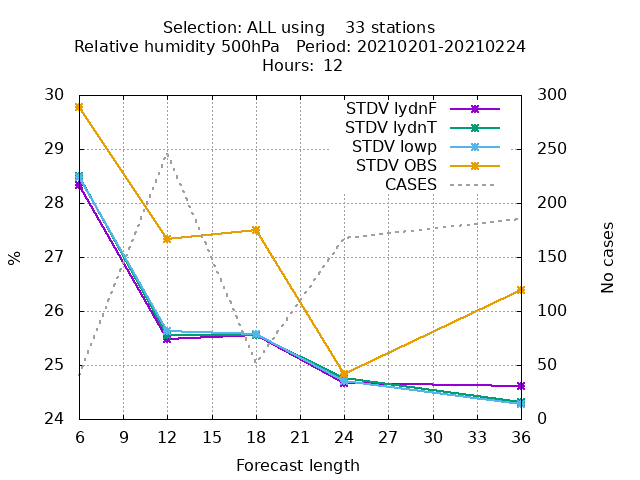 Selection: ALL using    33 stations
Relative humidity 500hPa   Period: 20210201-20210224
Hours:  12
STDV lydnF
STDV lydnT
STDV lowp
STDV OBS
CASES
30
29
28
27
26
25
24
%
300
250
200
150
100
50
0
No cases
6 9 12 15 18 21 24 27 30 33 36
Forecast length